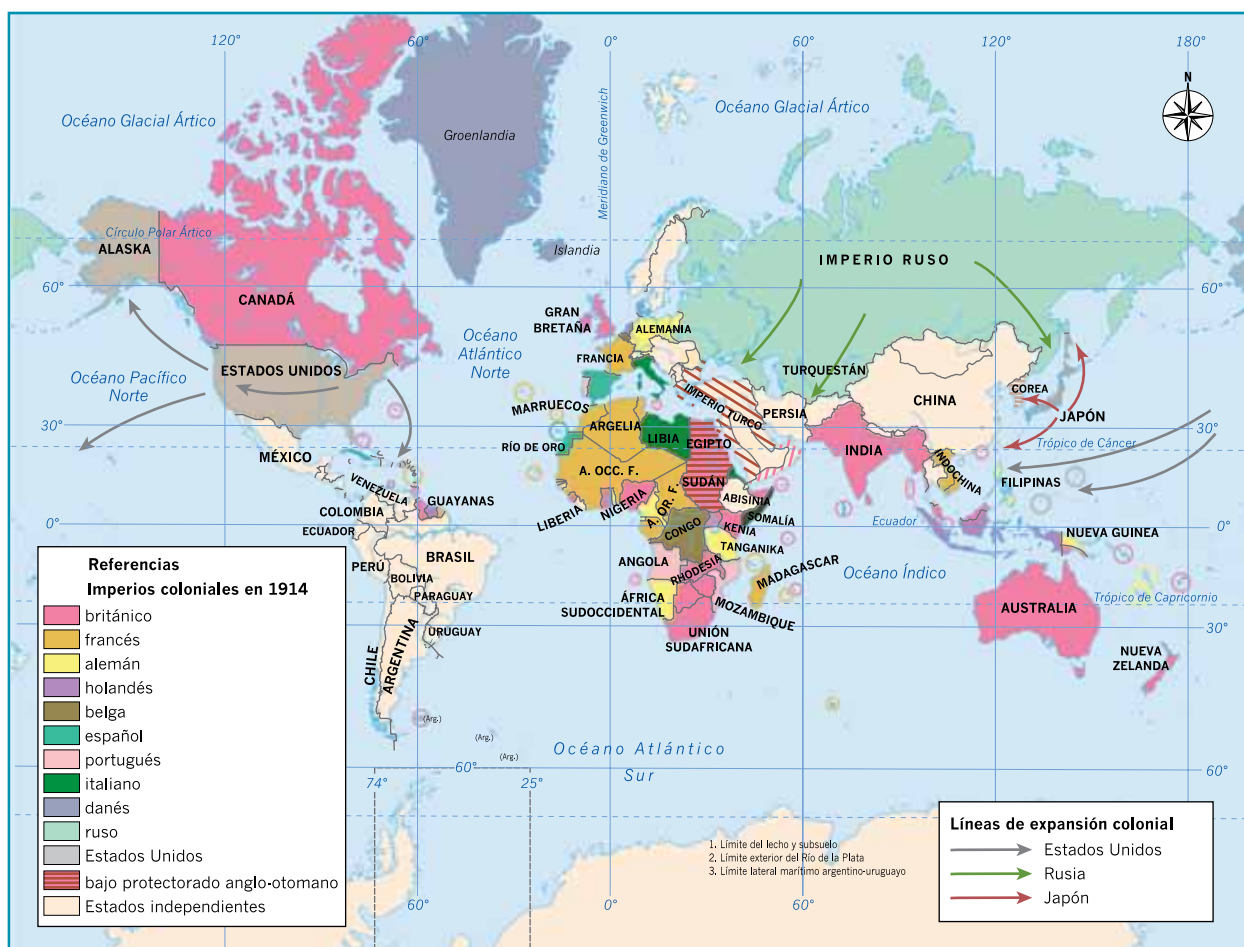 120°
60°
0°
60°
120°
180°
N
Océano Glacial Ártico
Océano Glacial Ártico
Groenlandia
Meridiano de Greenwich
Círculo Polar Ártico
ALASKA
Islandia
IMPERIO RUSO
60°
60°
CANADÁ
GRAN
BRETAÑA
ALEMANIA
Océano
Atlántico
Norte
FRANCIA
ESTADOS UNIDOS
TURQUESTÁN
Océano Pacífico
Norte
COREA
CHINA
JAPÓN
IMPERIO TURCO
PERSIA
MARRUECOS
ARGELIA
30°
30°
LIBIA
EGIPTO
RÍO DE ORO
INDIA
Trópico de Cáncer
MÉXICO
A. OCC. F.
INDOCHINA
FILIPINAS
VENEZUELA
GUAYANAS
SUDÁN
COLOMBIA
NIGERIA
ABISINIA
LIBERIA
A. OR. F.
SOMALÍA
0°
ECUADOR
Ecuador
0°
CONGO
KENIA
NUEVA GUINEA
BRASIL
TANGANIKA
PERÚ
ANGOLA
Océano Índico
BOLIVIA
RHODESIA
MADAGASCAR
PARAGUAY
ÁFRICA
SUDOCCIDENTAL
MOZAMBIQUE
AUSTRALIA
Trópico de Capricornio
URUGUAY
30°
UNIÓN
SUDAFRICANA
CHILE
ARGENTINA
NUEVA
ZELANDA
(Arg.)
(Arg.)
(Arg.)
Océano Atlántico
Sur
60°
60°
74°
25°
Referencias
Imperios coloniales en 1914
británico
francés
alemán
holandés
belga
español
portugués
italiano
danés
ruso
Estados Unidos
bajo protectorado anglo-otomano
Estados independientes
1. Límite del lecho y subsuelo
2. Límite exterior del Río de la Plata
3. Límite lateral marítimo argentino-uruguayo
Líneas de expansión colonial
Estados Unidos
Rusia
Japón
60°
0°
60°
120°
180°